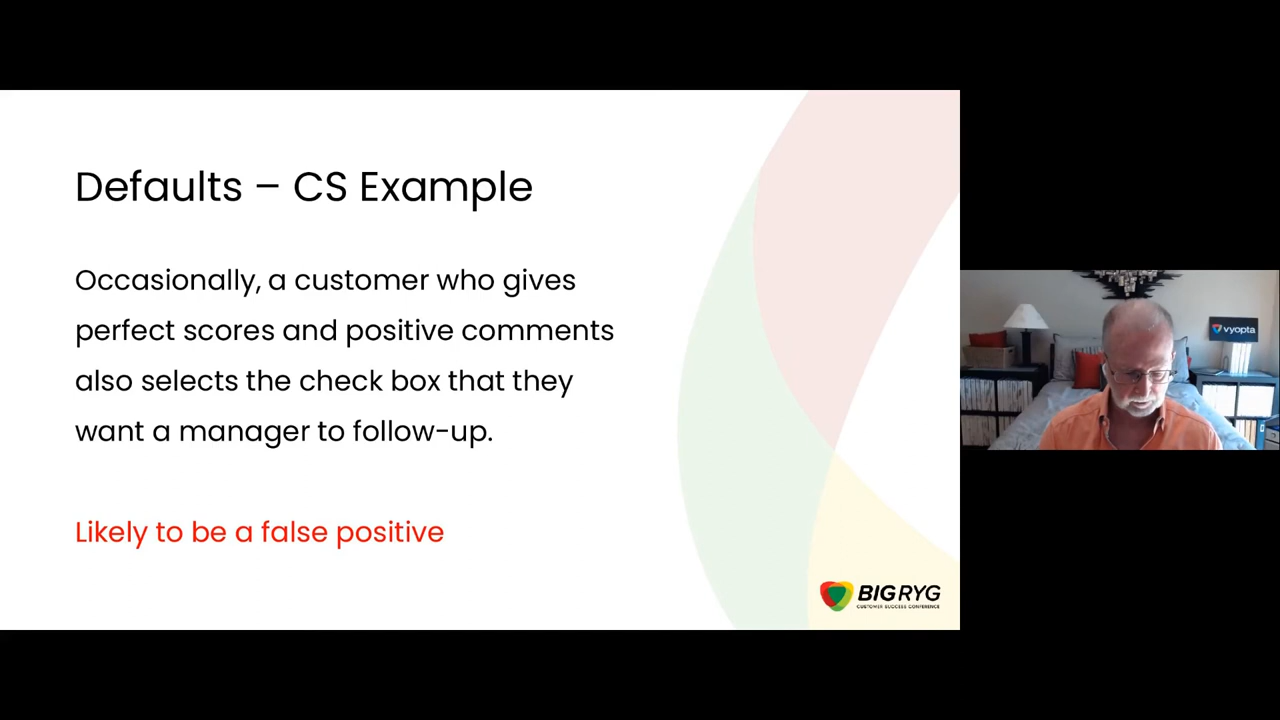 Defaults – CS Example
Occasionally, a customer who gives
perfect scores and positive comments
also selects the check box that they
want a manager to follow-up.
Likely to be a false positive
BIGRYG
CUSTOMER SUCCESS CONFERENCE
vyopta